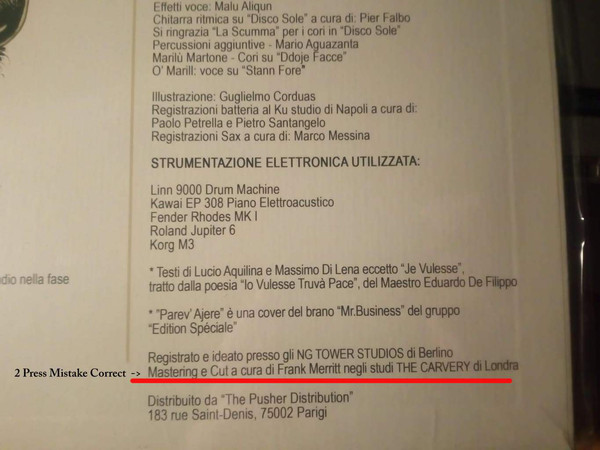 Effetti voce: Malu Aliqun
Chitarra ritmica su “Disco Sole” a cura di: Pier Falbo
Si ringrazia “La Scumma” per i cori in “Disco Sole”
Percussioni aggiuntive - Mario Aguazanta
Marilù Martone - Cori su “Ddoje Facce”
O’ Marill: voce su “Stann Fore”
Illustrazione: Guglielmo Corduas
Registrazioni batteria al Ku studio di Napoli a cura di:
Paolo Petrella e Pietro Santangelo
Registrazioni Sax a cura di: Marco Messina
STRUMENTAZIONE ELETTRONICA UTILIZZATA:
Linn 9000 Drum Machine
Kawai EP 308 Piano Elettroacustico
Fender Rhodes MK I
Roland Jupiter 6
Korg M3
dio nella fase
* Testi di Lucio Aquilina e Massimo Di Lena eccetto “Je Vulesse”,
tratto dalla poesia “Io Vulesse Truvà Pace”, del Maestro Eduardo De Filippo
* ”Parev’ Ajere” é una cover del brano “Mr.Business” del gruppo
“Edition Spéciale”
Registrato e ideato presso gli NG TOWER STUDIOS di Berlino
2 Press Mistake Correct -> Mastering e Cut a cura di Frank Merritt negli studi THE CARVERY di Londra
Distribuito da “The Pusher Distribution”
183 rue Saint-Denis, 75002 Parigi